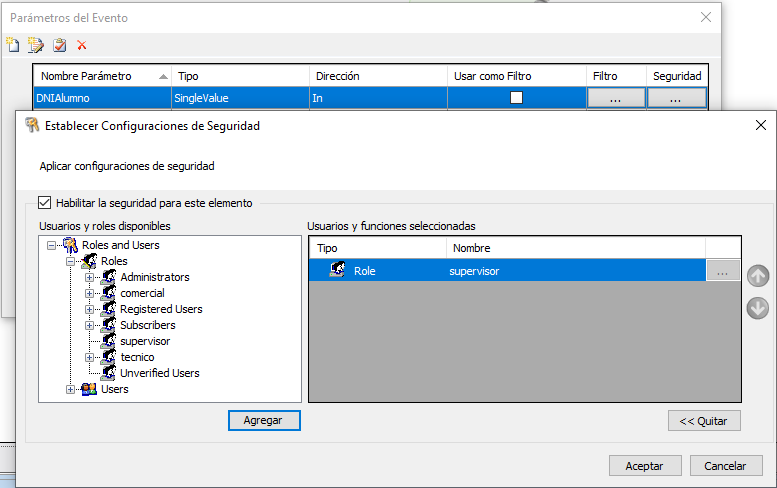 Parámetros del Evento
Nombre Parámetro Tipo Dirección Usar como Filtro Filtro Seguridad
DNIAlumno SingleValue In ... ...
Establecer Configuraciones de Seguridad
Aplicar configuraciones de seguridad
Habilitar la seguridad para este elemento
Usuarios y roles disponibles
Roles and Users
Roles
Administrators
comercial
Registered Users
Subscribers
supervisor
tecnico
Unverified Users
Users
Agregar
Usuarios y funciones seleccionadas
Tipo Nombre
Role supervisor ...
<< Quitar
Aceptar Cancelar